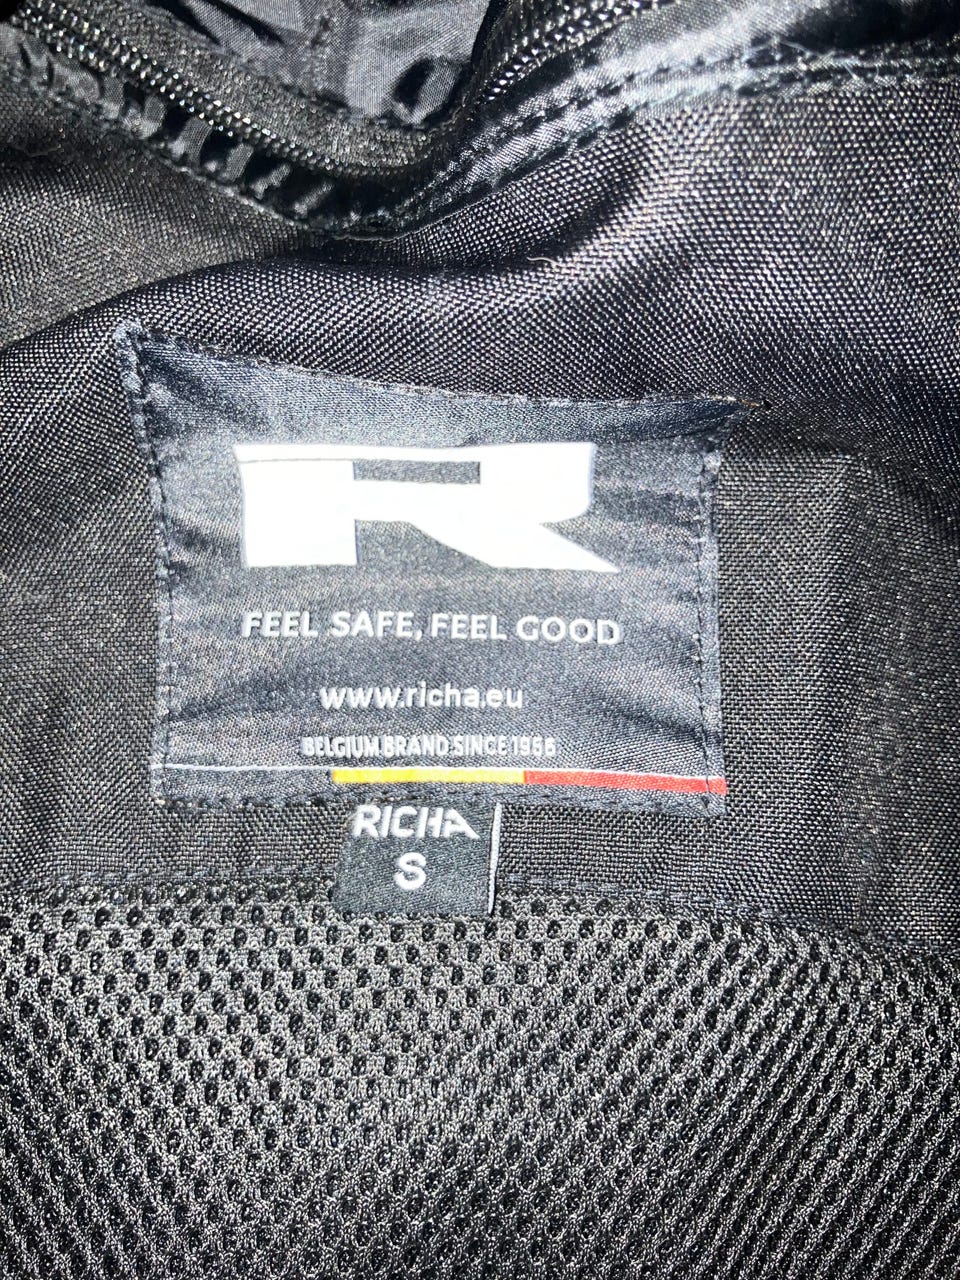 R
FEEL SAFE, FEEL GOOD
www.richa.eu
BELGIUM BRAND SINCE 1956
RICHA
S